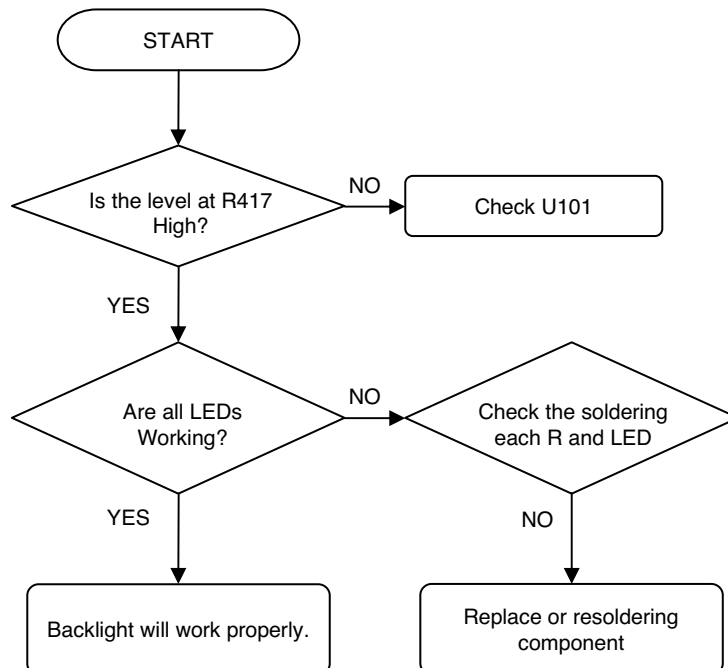 START
Is the level at R417
High?
NO
Check U101
YES
Are all LEDs
Working?
NO
Check the soldering
each R and LED
YES
NO
Backlight will work properly.
Replace or resoldering
component